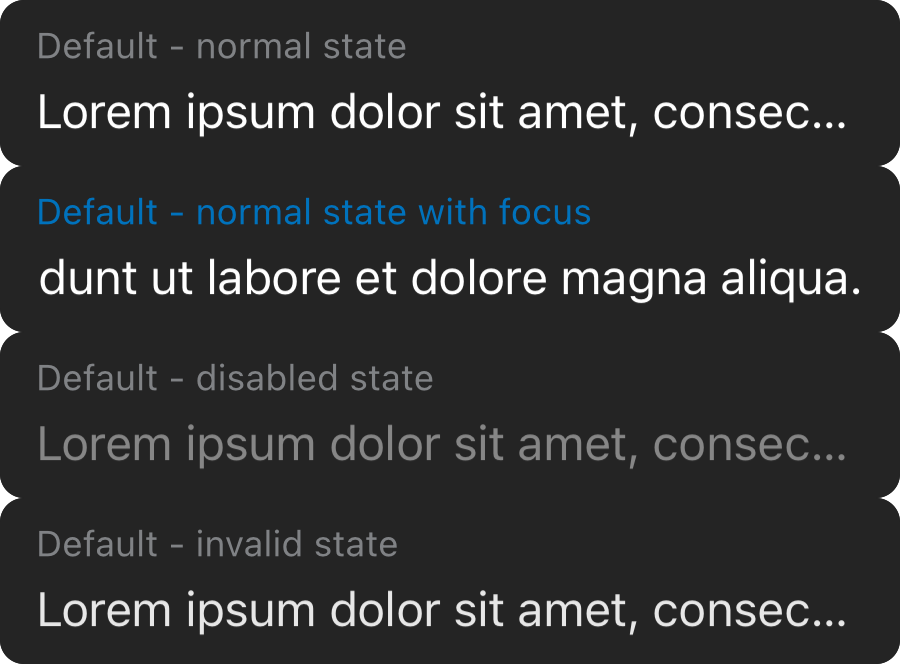 Default - normal state
Lorem ipsum dolor sit amet, consec...
Default - normal state with focus
dunt ut labore et dolore magna aliqua.
Default - disabled state
Lorem ipsum dolor sit amet, consec...
Default - invalid state
Lorem ipsum dolor sit amet, consec...